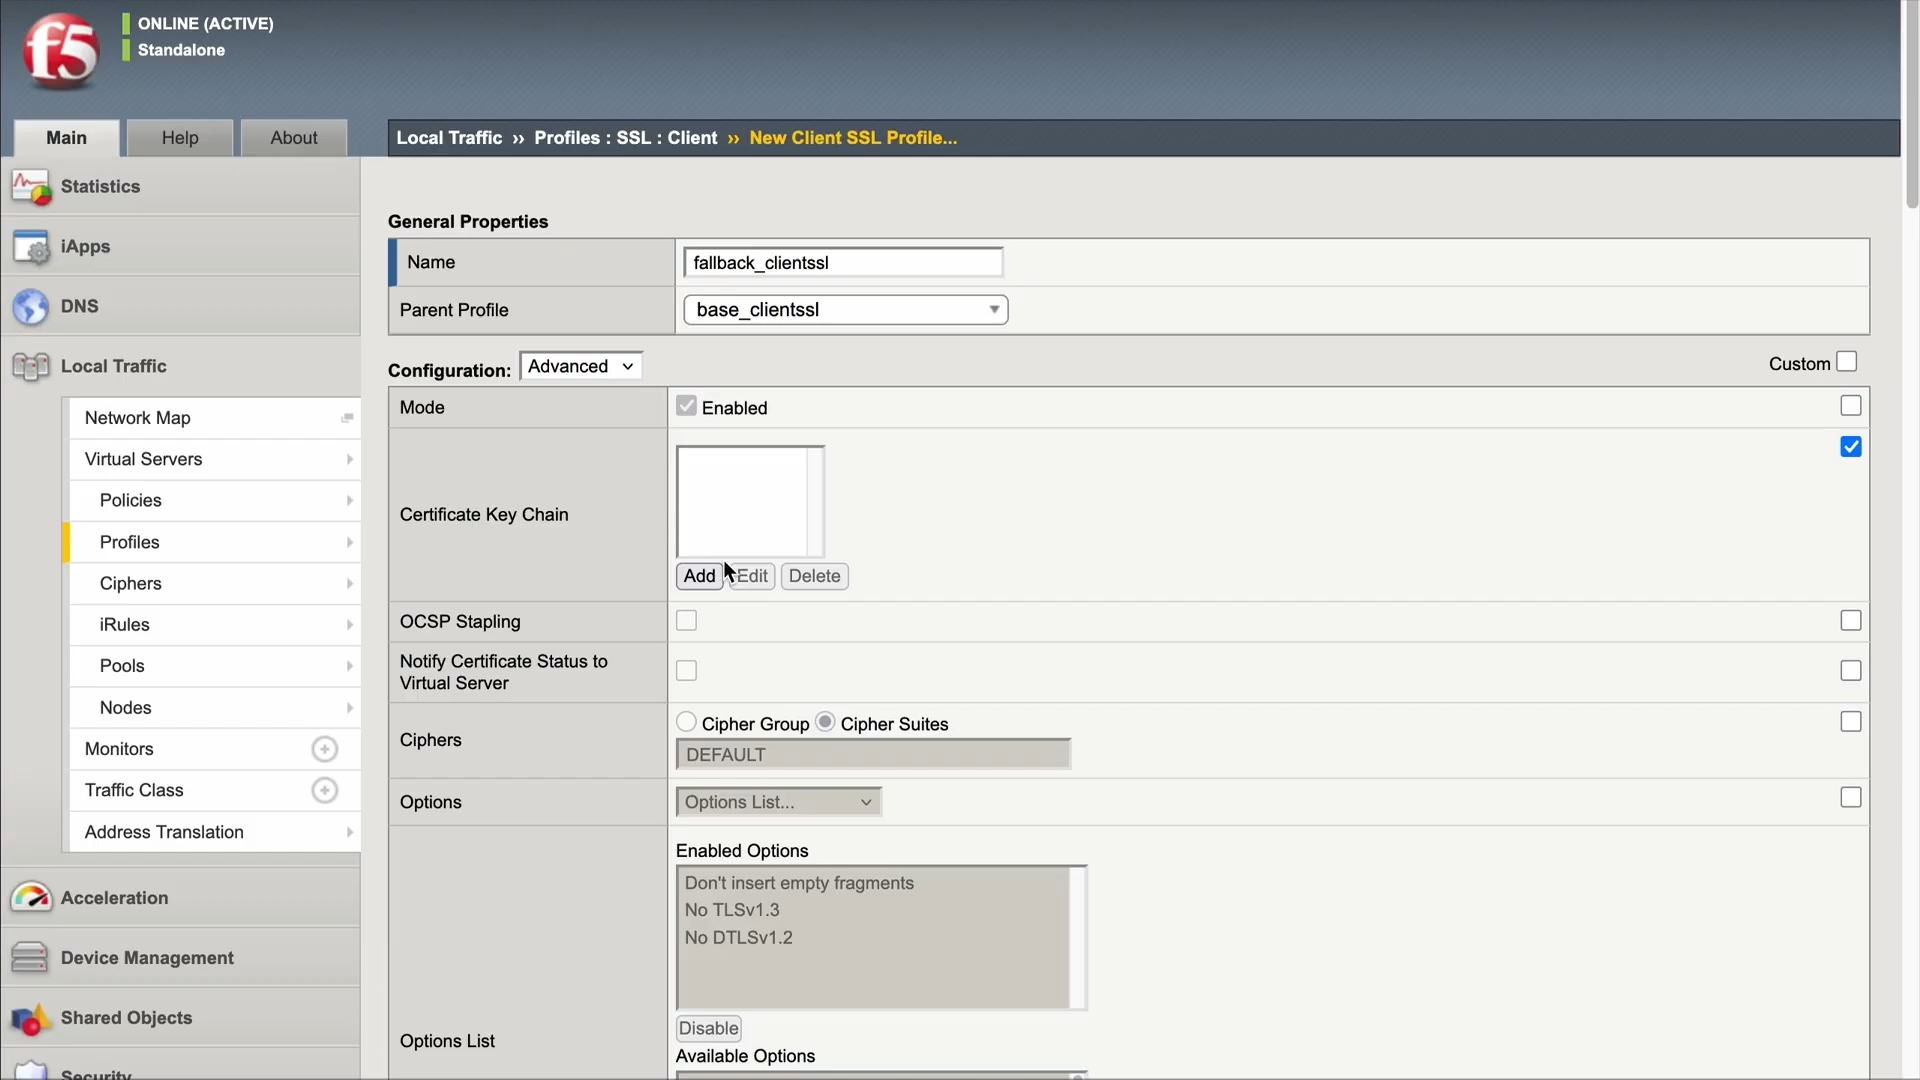 f5
ONLINE (ACTIVE)
Standalone
Main
Help
About
Local Traffic ›› Profiles : SSL : Client ›› New Client SSL Profile...
Statistics
iApps
DNS
Local Traffic
Network Map
Virtual Servers
Policies
Profiles
Ciphers
iRules
Pools
Nodes
Monitors
Traffic Class
Address Translation
Acceleration
Device Management
Shared Objects
Security
General Properties
Name
fallback_clientssl
Parent Profile
base_clientssl
Configuration: Advanced
Custom
Mode
Enabled
Certificate Key Chain
Add Edit Delete
OCSP Stapling
Notify Certificate Status to
Virtual Server
Ciphers
Cipher Group Cipher Suites
DEFAULT
Options
Options List...
Options List
Enabled Options
Don't insert empty fragments
No TLSv1.3
No DTLSv1.2
Disable
Available Options